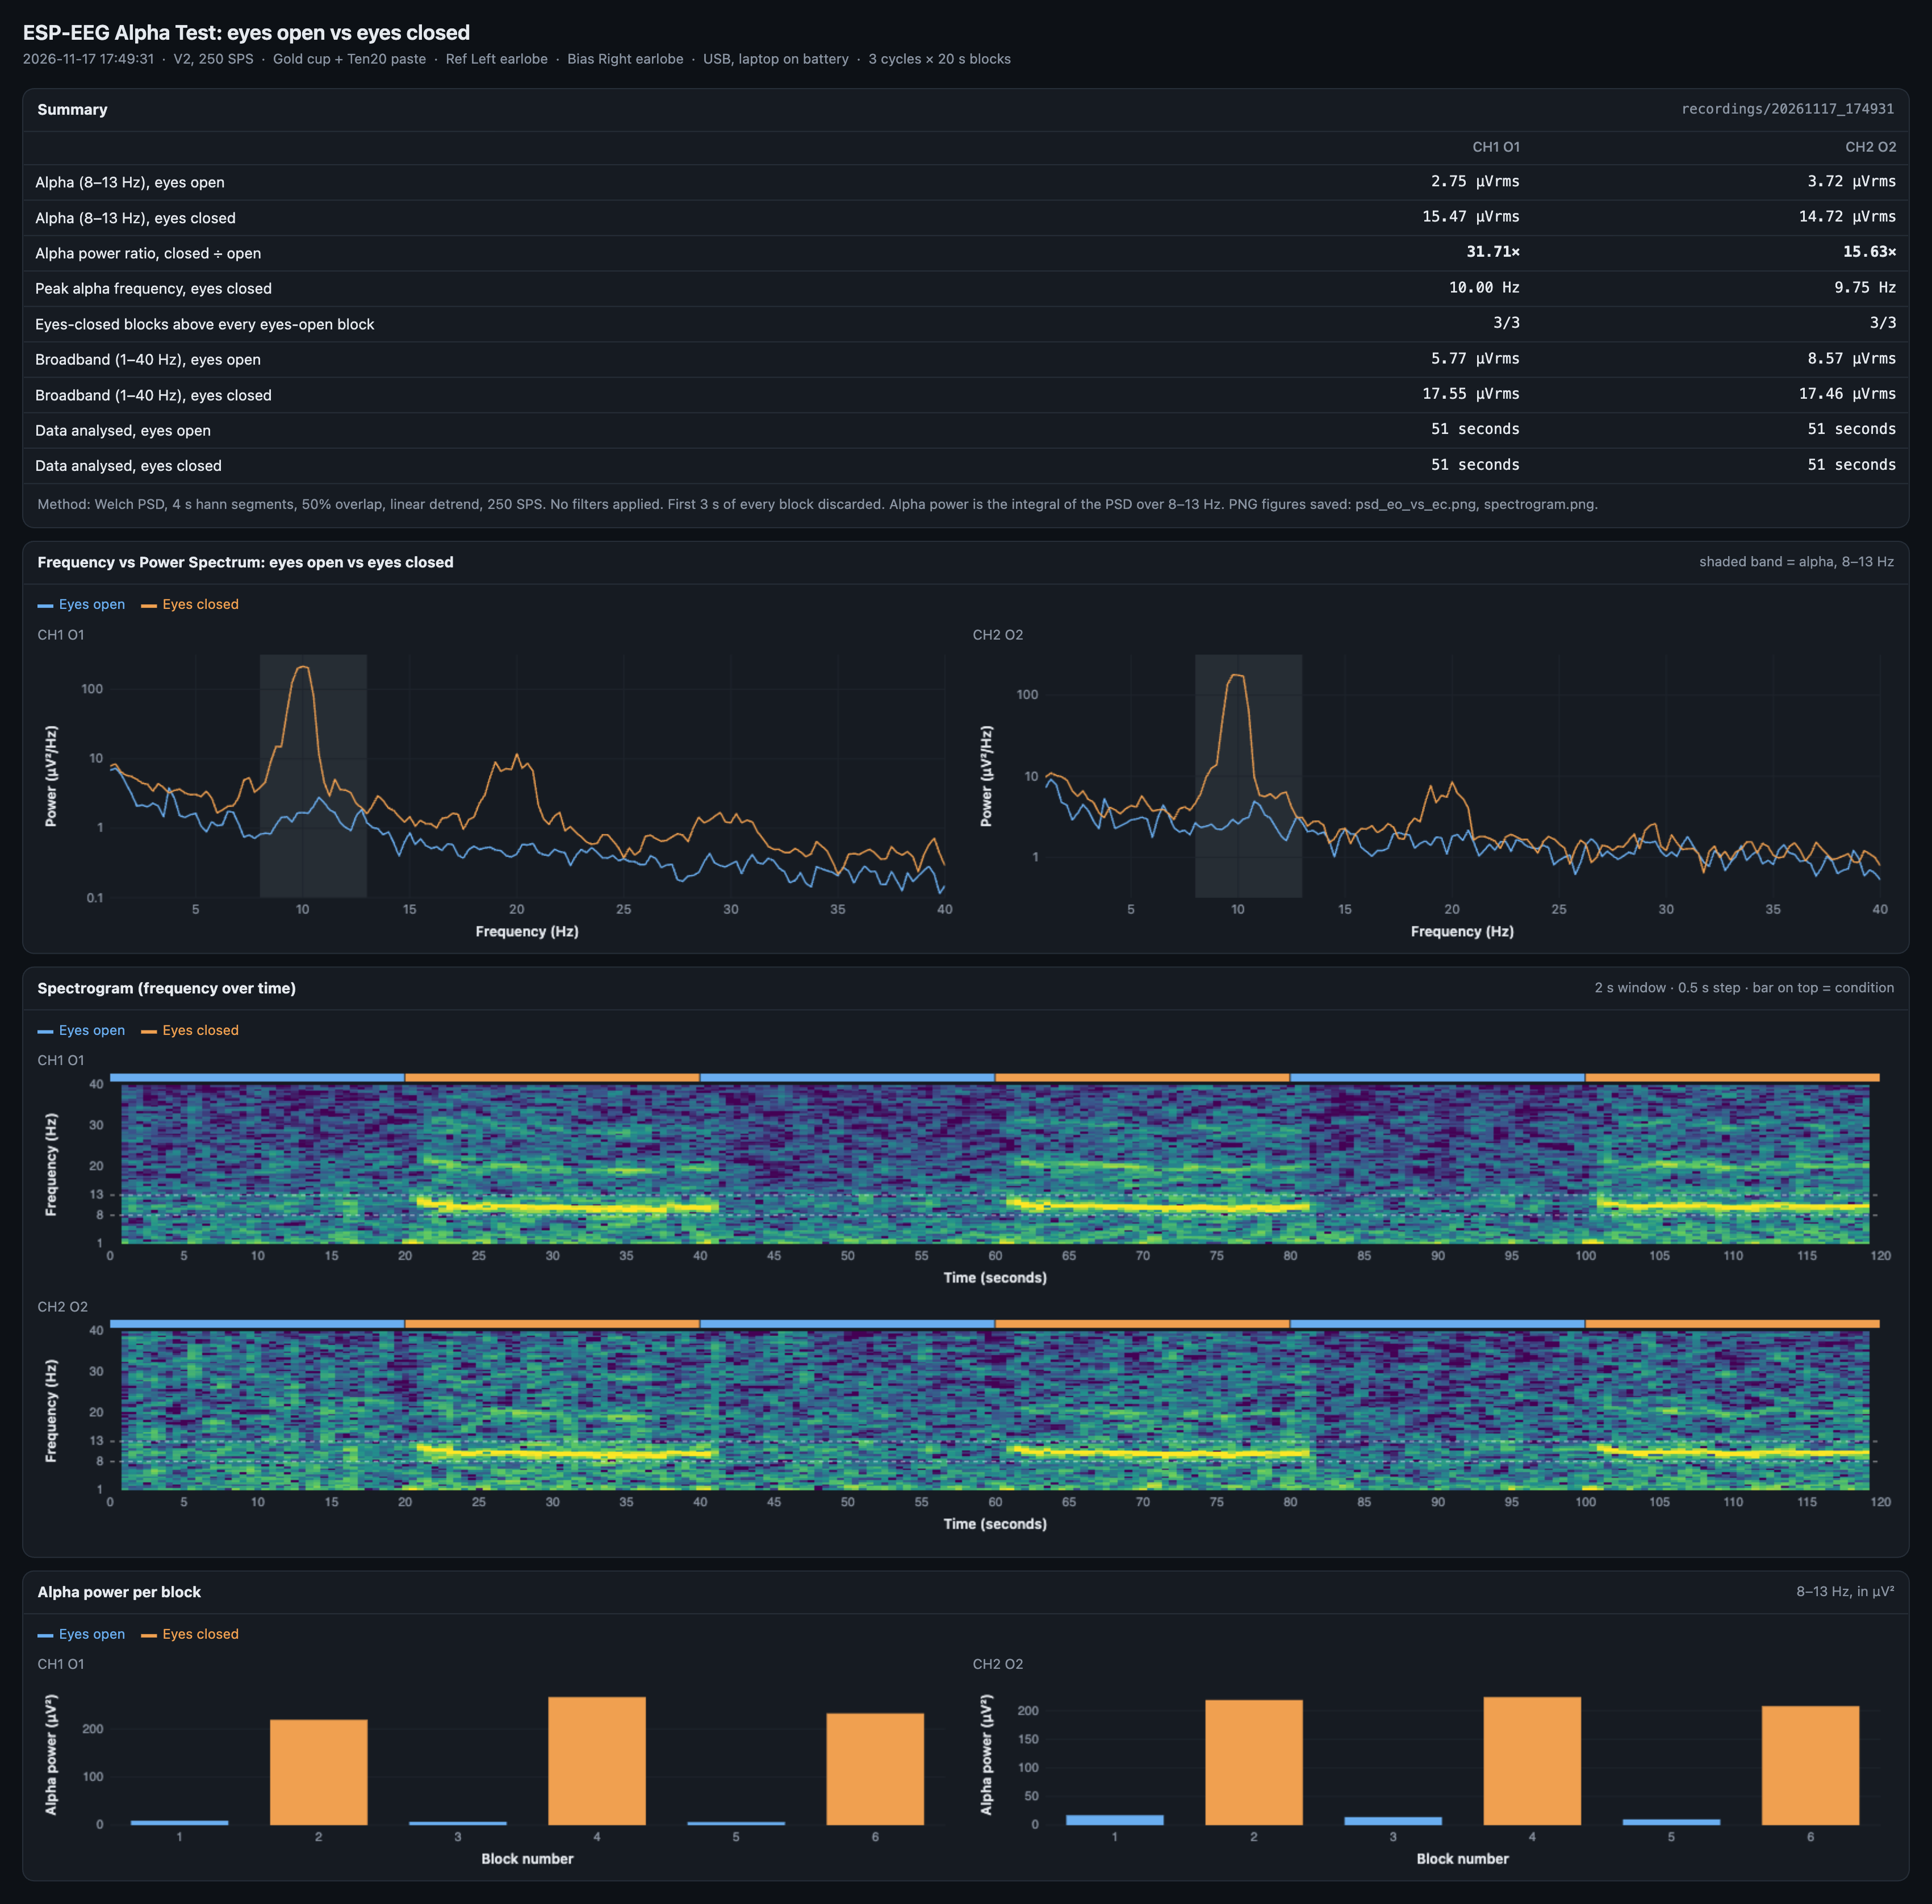 ESP-EEG Alpha Test: eyes open vs eyes closed
2026-11-17 17:49:31 · V2, 250 SPS · Gold cup + Ten20 paste · Ref Left earlobe · Bias Right earlobe · USB, laptop on battery · 3 cycles × 20 s blocks
Summary recordings/20261117_174931
CH1 O1 CH2 O2
Alpha (8–13 Hz), eyes open 2.75 µVrms 3.72 µVrms
Alpha (8–13 Hz), eyes closed 15.47 µVrms 14.72 µVrms
Alpha power ratio, closed ÷ open 31.71× 15.63×
Peak alpha frequency, eyes closed 10.00 Hz 9.75 Hz
Eyes-closed blocks above every eyes-open block 3/3 3/3
Broadband (1–40 Hz), eyes open 5.77 µVrms 8.57 µVrms
Broadband (1–40 Hz), eyes closed 17.55 µVrms 17.46 µVrms
Data analysed, eyes open 51 seconds 51 seconds
Data analysed, eyes closed 51 seconds 51 seconds
Method: Welch PSD, 4 s hann segments, 50% overlap, linear detrend, 250 SPS. No filters applied. First 3 s of every block discarded. Alpha power is the integral of the PSD over 8–13 Hz. PNG figures saved: psd_eo_vs_ec.png, spectrogram.png.
Frequency vs Power Spectrum: eyes open vs eyes closed shaded band = alpha, 8–13 Hz
Eyes open Eyes closed
CH1 O1
Power (µV²/Hz)
100
10
1
0.1
5 10 15 20 25 30 35 40
Frequency (Hz)
CH2 O2
Power (µV²/Hz)
100
10
1
5 10 15 20 25 30 35 40
Frequency (Hz)
Spectrogram (frequency over time) 2 s window · 0.5 s step · bar on top = condition
Eyes open Eyes closed
CH1 O1
Frequency (Hz)
40
30
20
13
8
1
0 5 10 15 20 25 30 35 40 45 50 55 60 65 70 75 80 85 90 95 100 105 110 115 120
Time (seconds)
CH2 O2
Frequency (Hz)
40
30
20
13
8
1
0 5 10 15 20 25 30 35 40 45 50 55 60 65 70 75 80 85 90 95 100 105 110 115 120
Time (seconds)
Alpha power per block 8–13 Hz, in µV²
Eyes open Eyes closed
CH1 O1
Alpha power (µV²)
200
100
0
1 2 3 4 5 6
Block number
CH2 O2
Alpha power (µV²)
200
150
100
50
0
1 2 3 4 5 6
Block number